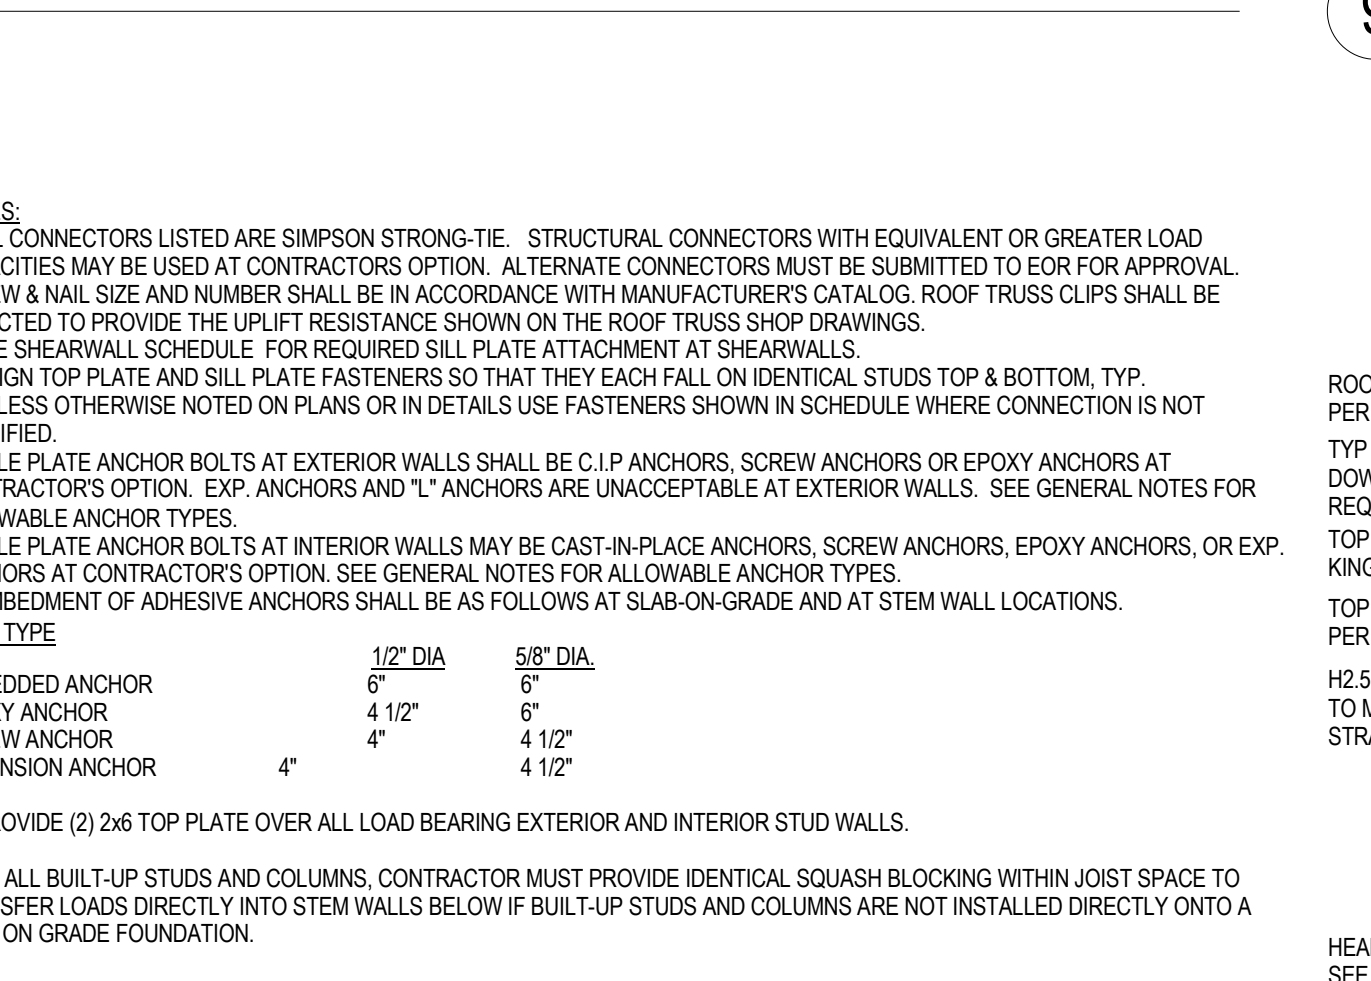 S:
CONNECTORS LISTED ARE SIMPSON STRONG-TIE. STRUCTURAL CONNECTORS WITH EQUIVALENT OR GREATER LOAD
CITIES MAY BE USED AT CONTRACTORS OPTION. ALTERNATE CONNECTORS MUST BE SUBMITTED TO EOR FOR APPROVAL.
W & NAIL SIZE AND NUMBER SHALL BE IN ACCORDANCE WITH MANUFACTURER'S CATALOG. ROOF TRUSS CLIPS SHALL BE
CTED TO PROVIDE THE UPLIFT RESISTANCE SHOWN ON THE ROOF TRUSS SHOP DRAWINGS.
E SHEARWALL SCHEDULE FOR REQUIRED SILL PLATE ATTACHMENT AT SHEARWALLS.
IGN TOP PLATE AND SILL PLATE FASTENERS SO THAT THEY EACH FALL ON IDENTICAL STUDS TOP & BOTTOM, TYP.
LESS OTHERWISE NOTED ON PLANS OR IN DETAILS USE FASTENERS SHOWN IN SCHEDULE WHERE CONNECTION IS NOT
IFIED.
LE PLATE ANCHOR BOLTS AT EXTERIOR WALLS SHALL BE C.I.P ANCHORS, SCREW ANCHORS OR EPOXY ANCHORS AT
TRACTOR'S OPTION. EXP. ANCHORS AND "L" ANCHORS ARE UNACCEPTABLE AT EXTERIOR WALLS. SEE GENERAL NOTES FOR
WABLE ANCHOR TYPES.
LE PLATE ANCHOR BOLTS AT INTERIOR WALLS MAY BE CAST-IN-PLACE ANCHORS, SCREW ANCHORS, EPOXY ANCHORS, OR EXP.
HORS AT CONTRACTOR'S OPTION. SEE GENERAL NOTES FOR ALLOWABLE ANCHOR TYPES.
MBEDMENT OF ADHESIVE ANCHORS SHALL BE AS FOLLOWS AT SLAB-ON-GRADE AND AT STEM WALL LOCATIONS.
TYPE
1/2" DIA 5/8" DIA.
EDDED ANCHOR 6" 6"
Y ANCHOR 4 1/2" 6"
W ANCHOR 4" 4 1/2"
NSION ANCHOR 4" 4 1/2"
OVIDE (2) 2x6 TOP PLATE OVER ALL LOAD BEARING EXTERIOR AND INTERIOR STUD WALLS.
ALL BUILT-UP STUDS AND COLUMNS, CONTRACTOR MUST PROVIDE IDENTICAL SQUASH BLOCKING WITHIN JOIST SPACE TO
SFER LOADS DIRECTLY INTO STEM WALLS BELOW IF BUILT-UP STUDS AND COLUMNS ARE NOT INSTALLED DIRECTLY ONTO A
ON GRADE FOUNDATION.
ROO
PER
TYP
DOW
REQ
TOP
KING
TOP
PER
H2.5
TO M
STRA
HEA
SEE